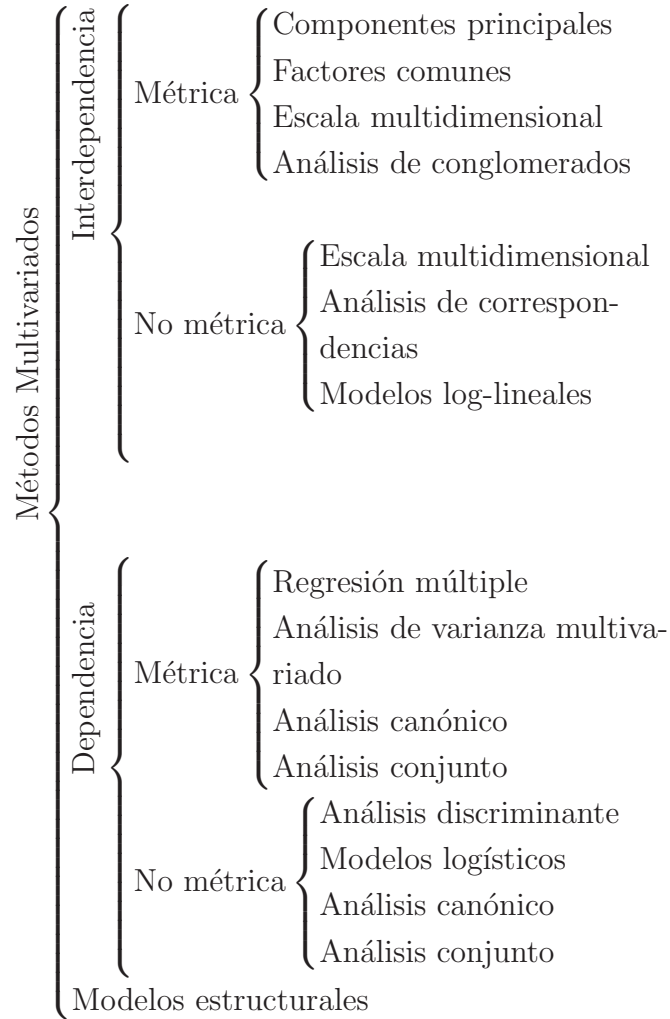 Métodos Multivariados
Interdependencia
Métrica
Componentes principales
Factores comunes
Escala multidimensional
Análisis de conglomerados
No métrica
Escala multidimensional
Análisis de correspon-
dencias
Modelos log-lineales
Dependencia
Métrica
Regresión múltiple
Análisis de varianza multiva-
riado
Análisis canónico
Análisis conjunto
No métrica
Análisis discriminante
Modelos logísticos
Análisis canónico
Análisis conjunto
Modelos estructurales